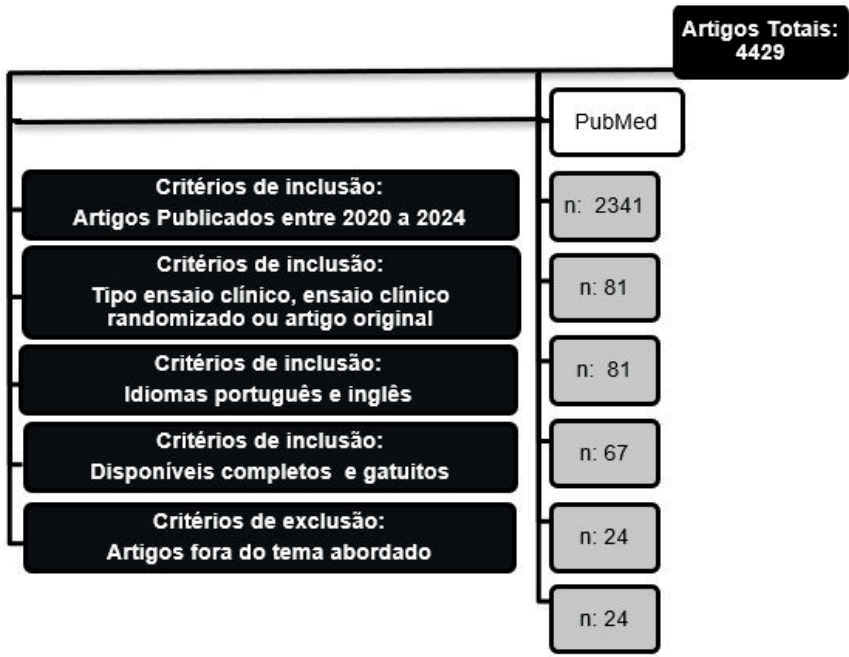 Artigos Totais:
4429
PubMed
Critérios de inclusão:
Artigos Publicados entre 2020 a 2024
n: 2341
Critérios de inclusão:
Tipo ensaio clínico, ensaio clínico
randomizado ou artigo original
n: 81
Critérios de inclusão:
Idiomas português e inglês
n: 81
Critérios de inclusão:
Disponíveis completos e gatuitos
n: 67
Critérios de exclusão:
Artigos fora do tema abordado
n: 24
n: 24